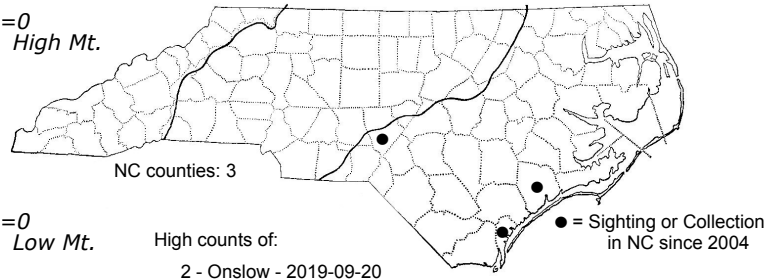 =0
High Mt.
NC counties: 3
=0
Low Mt.
High counts of:
2 - Onslow - 2019-09-20
● = Sighting or Collection
in NC since 2004